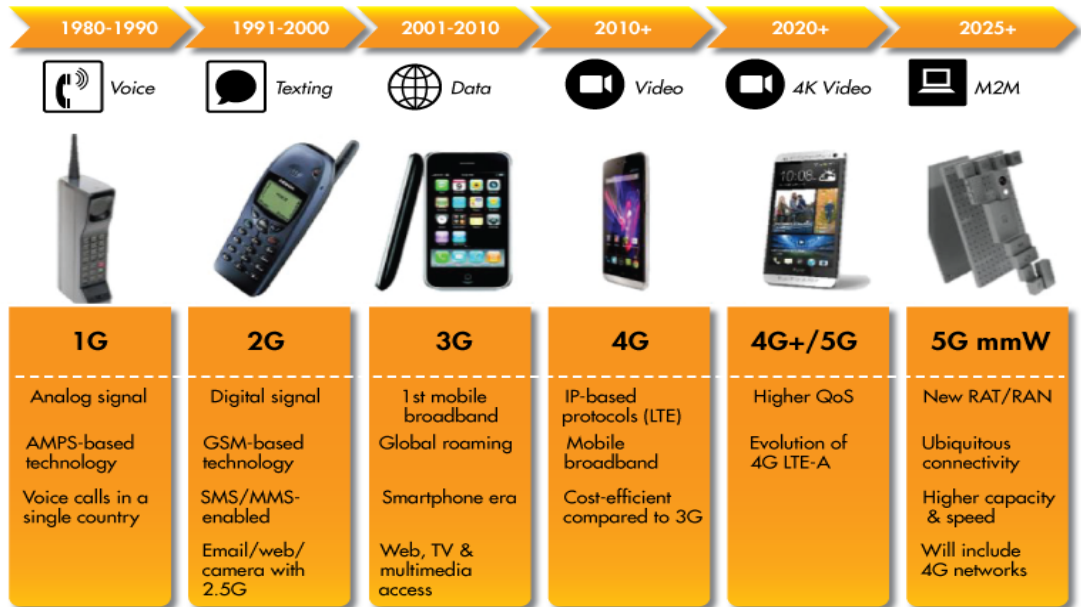 1980-1990
1991-2000
2001-2010
2010+
2020+
2025+
Voice
Texting
Data
Video
4K Video
M2M
10:08
1G
Analog signal
AMPS-based
technology
Voice calls in a
single country
2G
Digital signal
GSM-based
technology
SMS/MMS-
enabled
Email/web/
camera with
2.5G
3G
1st mobile
broadband
Global roaming
Smartphone era
Web, TV &
multimedia
access
4G
IP-based
protocols (LTE)
Mobile
broadband
Cost-efficient
compared to 3G
4G+/5G
Higher QoS
Evolution of
4G LTE-A
5G mmW
New RAT/RAN
Ubiquitous
connectivity
Higher capacity
& speed
Will include
4G networks